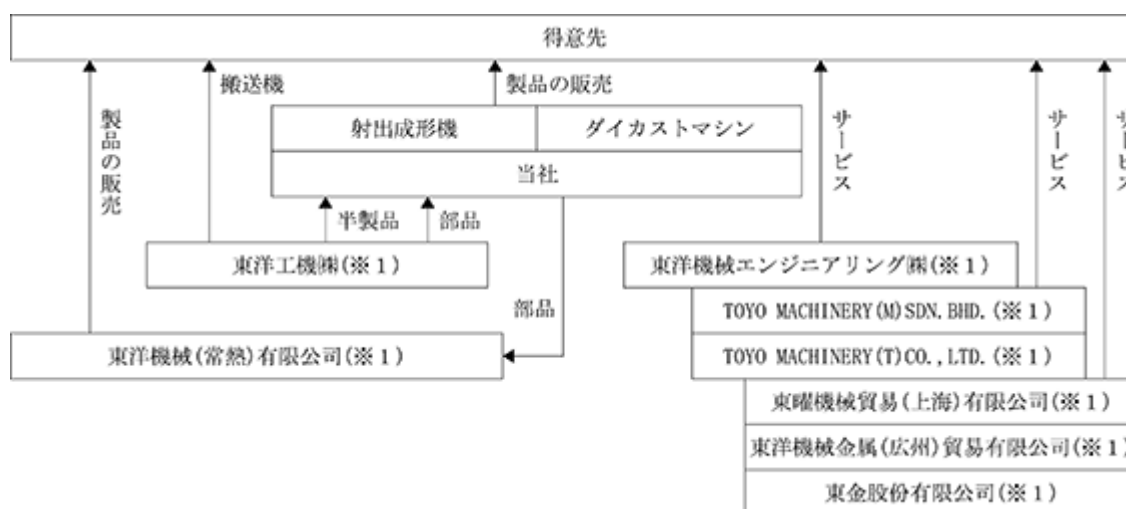 得意先
搬送機
製品の販売
製品の販売
サービス
サービス
サービス
射出成形機
ダイカストマシン
当社
半製品
部品
東洋工機㈱(※1)
東洋機械エンジニアリング㈱(※1)
部品
TOYO MACHINERY(M)SDN.BHD.(※1)
東洋機械(常熟)有限公司(※1)
TOYO MACHINERY(T)CO.,LTD.(※1)
東曜機械貿易(上海)有限公司(※1)
東洋機械金属(広州)貿易有限公司(※1)
東金股份有限公司(※1)